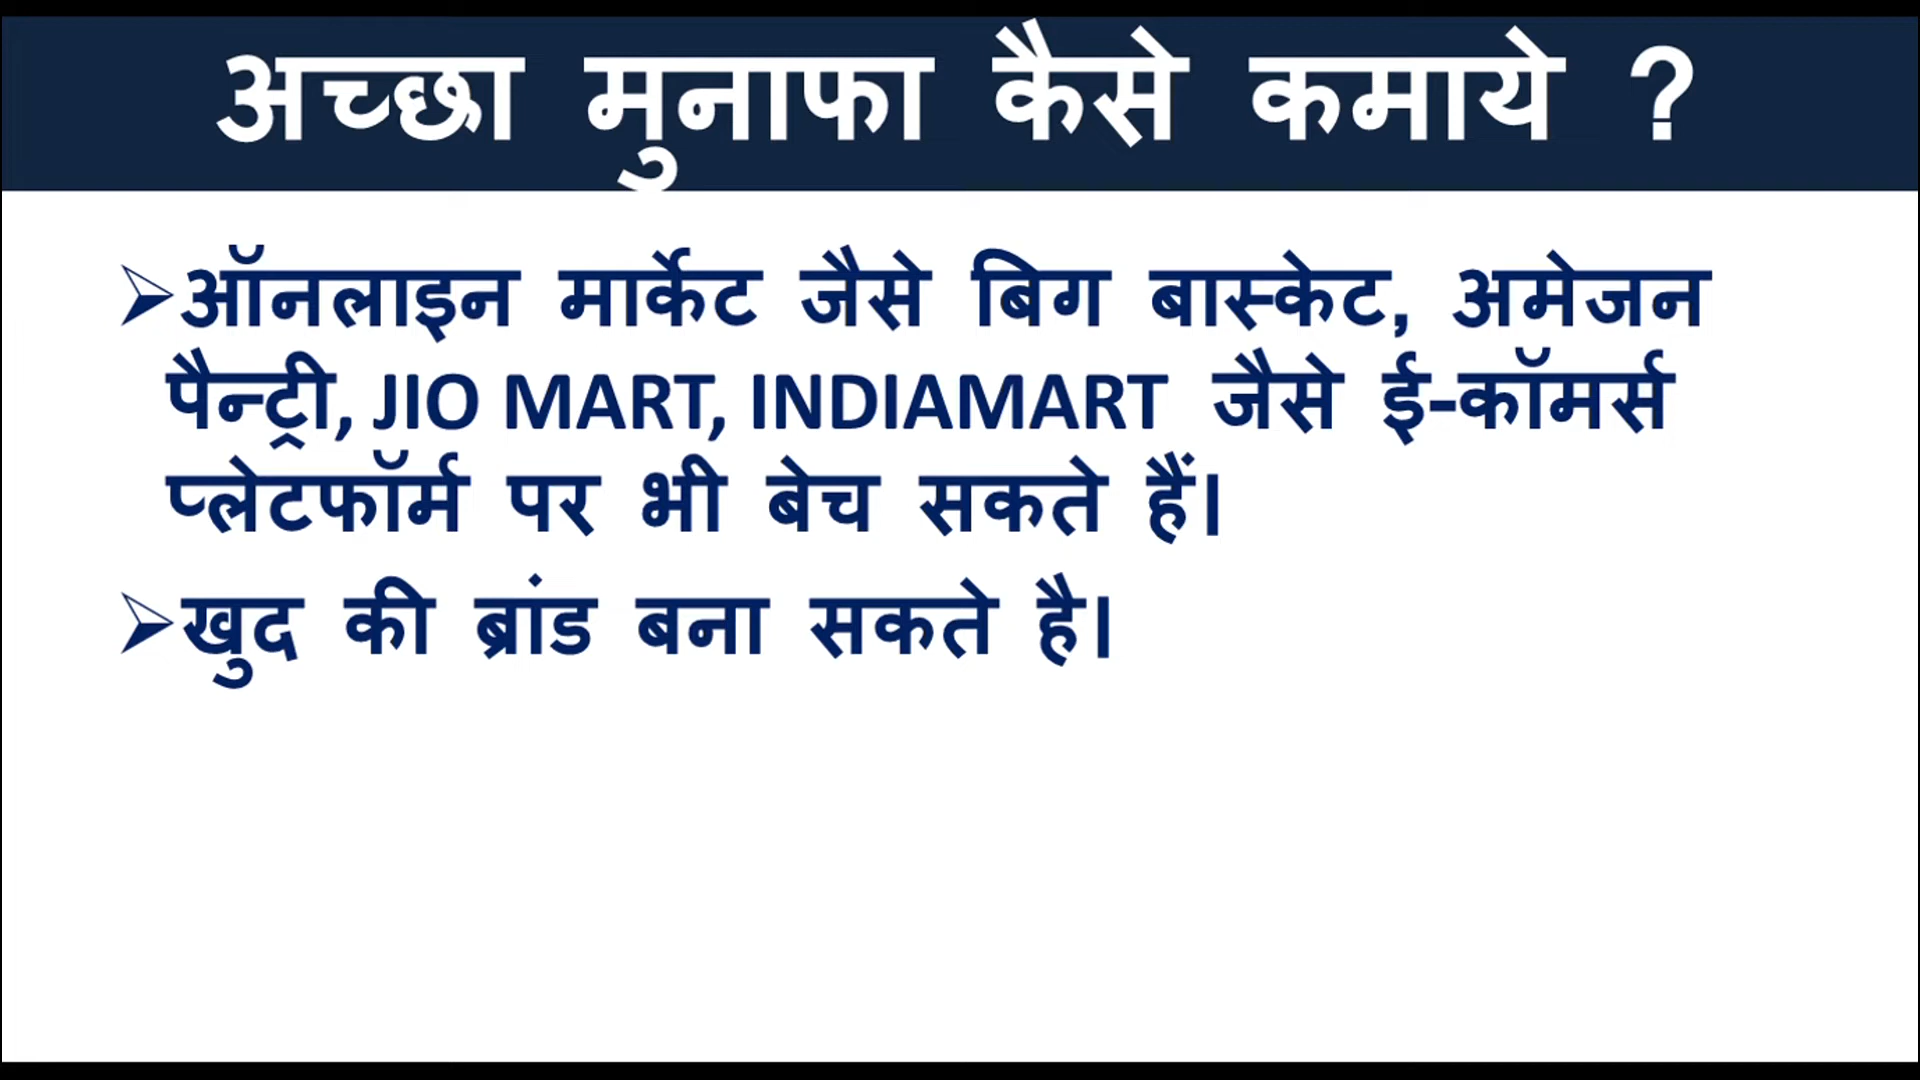 अच्छा मुनाफा कैसे कमाये ?
➢ऑनलाइन मार्केट जैसे बिग बास्केट, अमेजन
पैन्ट्री, JIO MART, INDIAMART जैसे ई-कॉमर्स
प्लेटफॉर्म पर भी बेच सकते हैं।
➢खुद की ब्रांड बना सकते है।